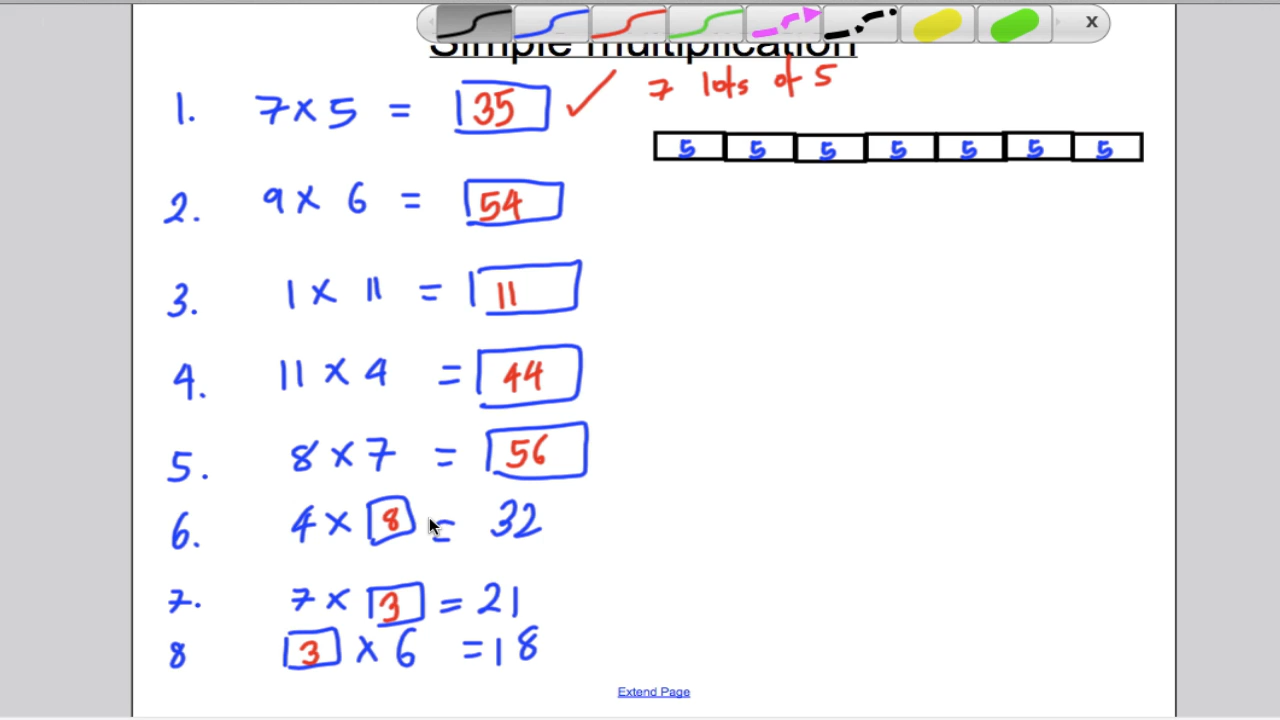 Simple multiplication
7 lots of 5
1. 7 x 5 = 35 ✓
5 5 5 5 5 5 5
2. 9 x 6 = 54
3. 1 x 11 = 11
4. 11 x 4 = 44
5. 8 x 7 = 56
6. 4 x 8 = 32
7. 7 x 3 = 21
8 3 x 6 = 18
Extend Page
x